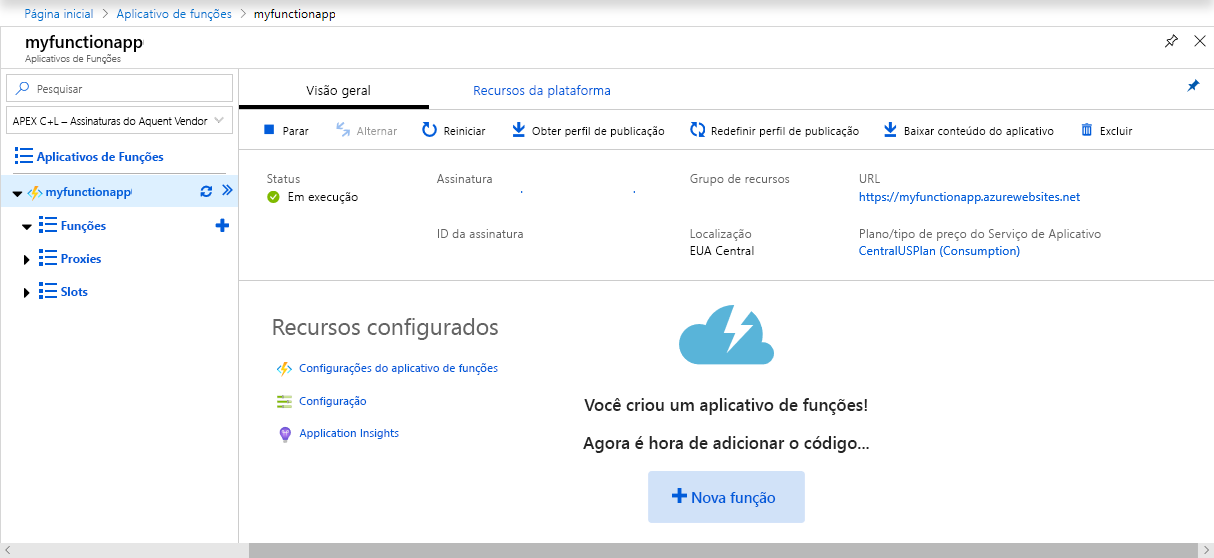 Página inicial > Aplicativo de funções > myfunctionapp
myfunctionapp
Aplicativos de Funções
Pesquisar
APEX C+L – Assinaturas do Aquent Vendor
Aplicativos de Funções
myfunctionapp
Funções
Proxies
Slots
Visão geral
Recursos da plataforma
Parar
Alternar
Reiniciar
Obter perfil de publicação
Redefinir perfil de publicação
Baixar conteúdo do aplicativo
Excluir
Status
Em execução
Assinatura
ID da assinatura
Grupo de recursos
Localização
EUA Central
URL
https://myfunctionapp.azurewebsites.net
Plano/tipo de preço do Serviço de Aplicativo
CentralUSPlan (Consumption)
Recursos configurados
Configurações do aplicativo de funções
Configuração
Application Insights
Você criou um aplicativo de funções!
Agora é hora de adicionar o código...
Nova função